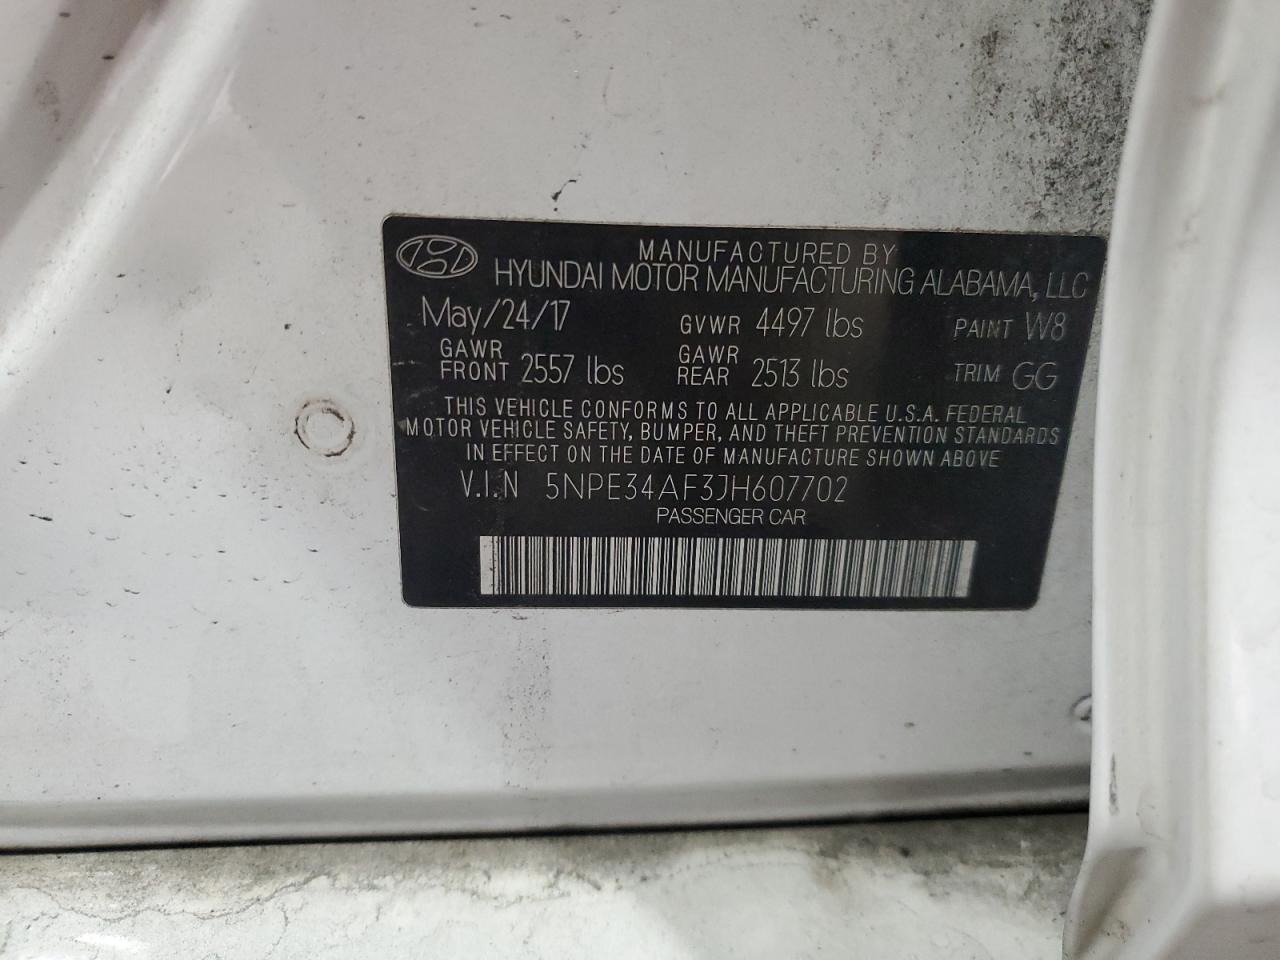 MANUFACTURED BY
HYUNDAI MOTOR MANUFACTURING ALABAMA, LLC
May/24/17 GVWR 4497 lbs PAINT W8
GAWR FRONT 2557 lbs GAWR REAR 2513 lbs TRIM GG
THIS VEHICLE CONFORMS TO ALL APPLICABLE U.S.A. FEDERAL
MOTOR VEHICLE SAFETY, BUMPER, AND THEFT PREVENTION STANDARDS
IN EFFECT ON THE DATE OF MANUFACTURE SHOWN ABOVE
V.I.N 5NPE34AF3JH607702
PASSENGER CAR